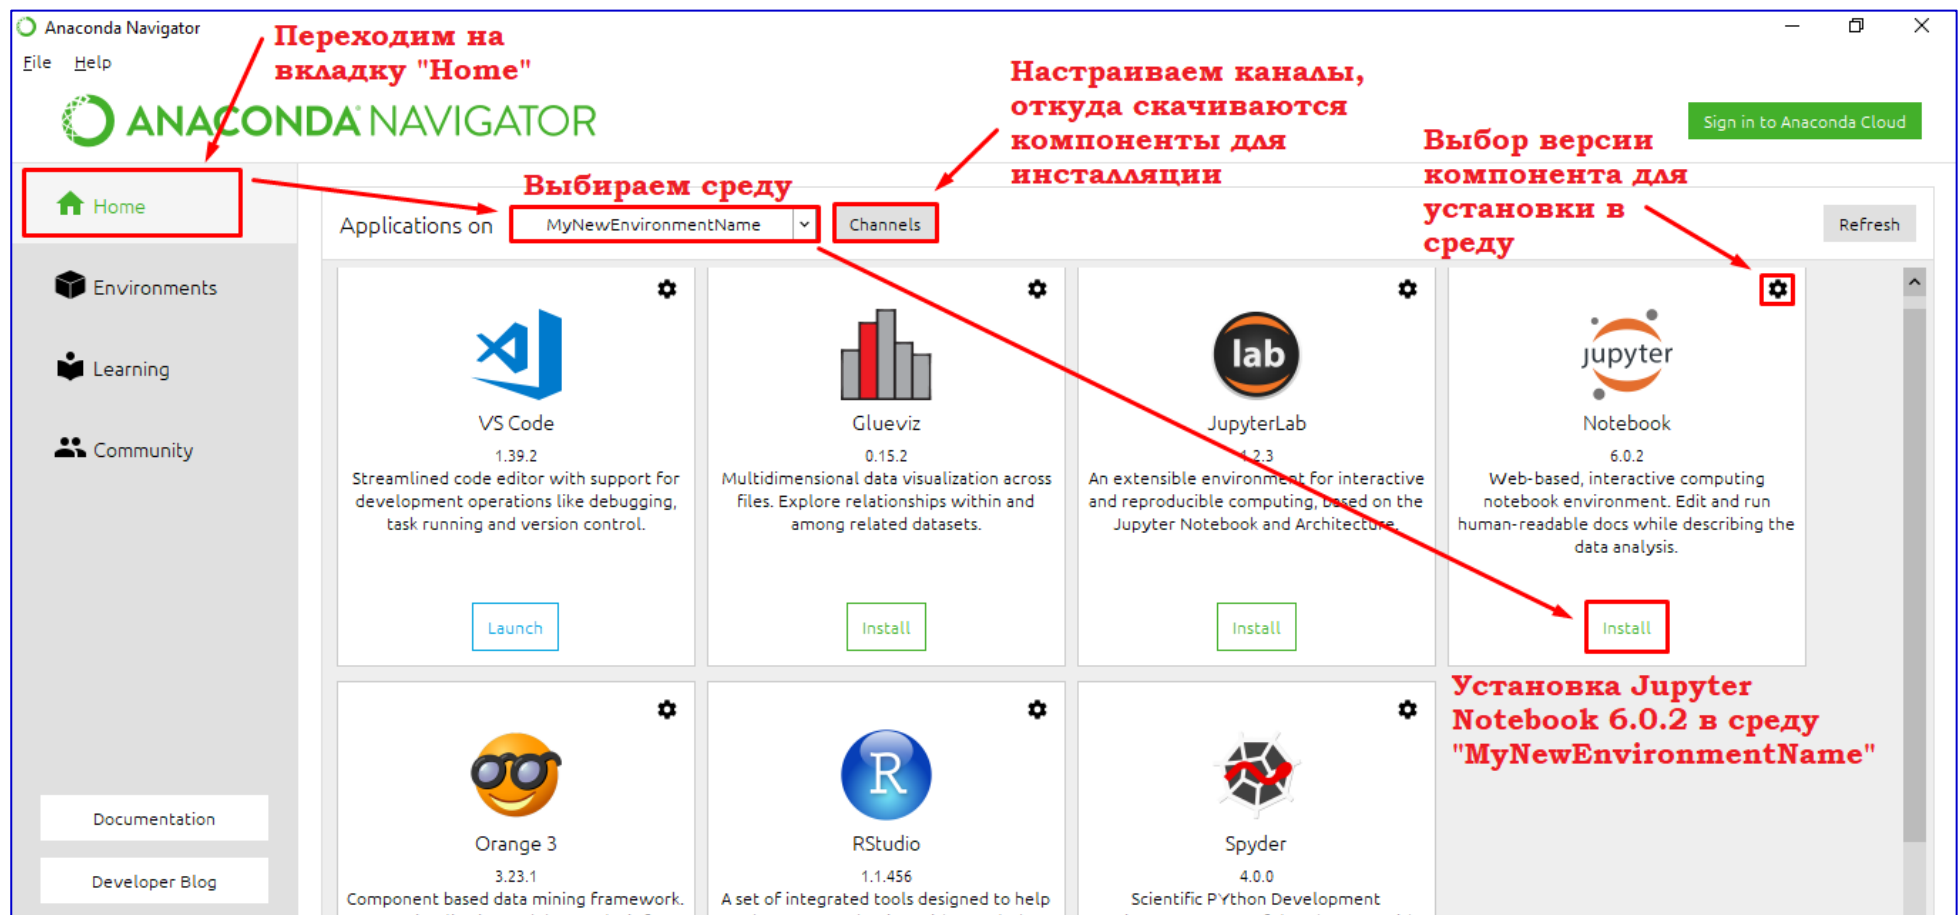 Anaconda Navigator
File Help
Переходим на
вкладку "Home"
ANACONDA NAVIGATOR
Настраиваем каналы,
откуда скачиваются
компоненты для
инсталляции
Sign in to Anaconda Cloud
Выбор версии
компонента для
установки в
среду
Home
Environments
Learning
Community
Documentation
Developer Blog
Выбираем среду
Applications on MyNewEnvironmentName Channels Refresh
VS Code
1.39.2
Streamlined code editor with support for
development operations like debugging,
task running and version control.
Launch
Glueviz
0.15.2
Multidimensional data visualization across
files. Explore relationships within and
among related datasets.
Install
lab
JupyterLab
1.2.3
An extensible environment for interactive
and reproducible computing, based on the
Jupyter Notebook and Architecture.
Install
jupyter
Notebook
6.0.2
Web-based, interactive computing
notebook environment. Edit and run
human-readable docs while describing the
data analysis.
Install
Установка Jupyter
Notebook 6.0.2 в среду
"MyNewEnvironmentName"
Orange 3
3.23.1
Component based data mining framework.
R
RStudio
1.1.456
A set of integrated tools designed to help
Spyder
4.0.0
Scientific PYthon Development